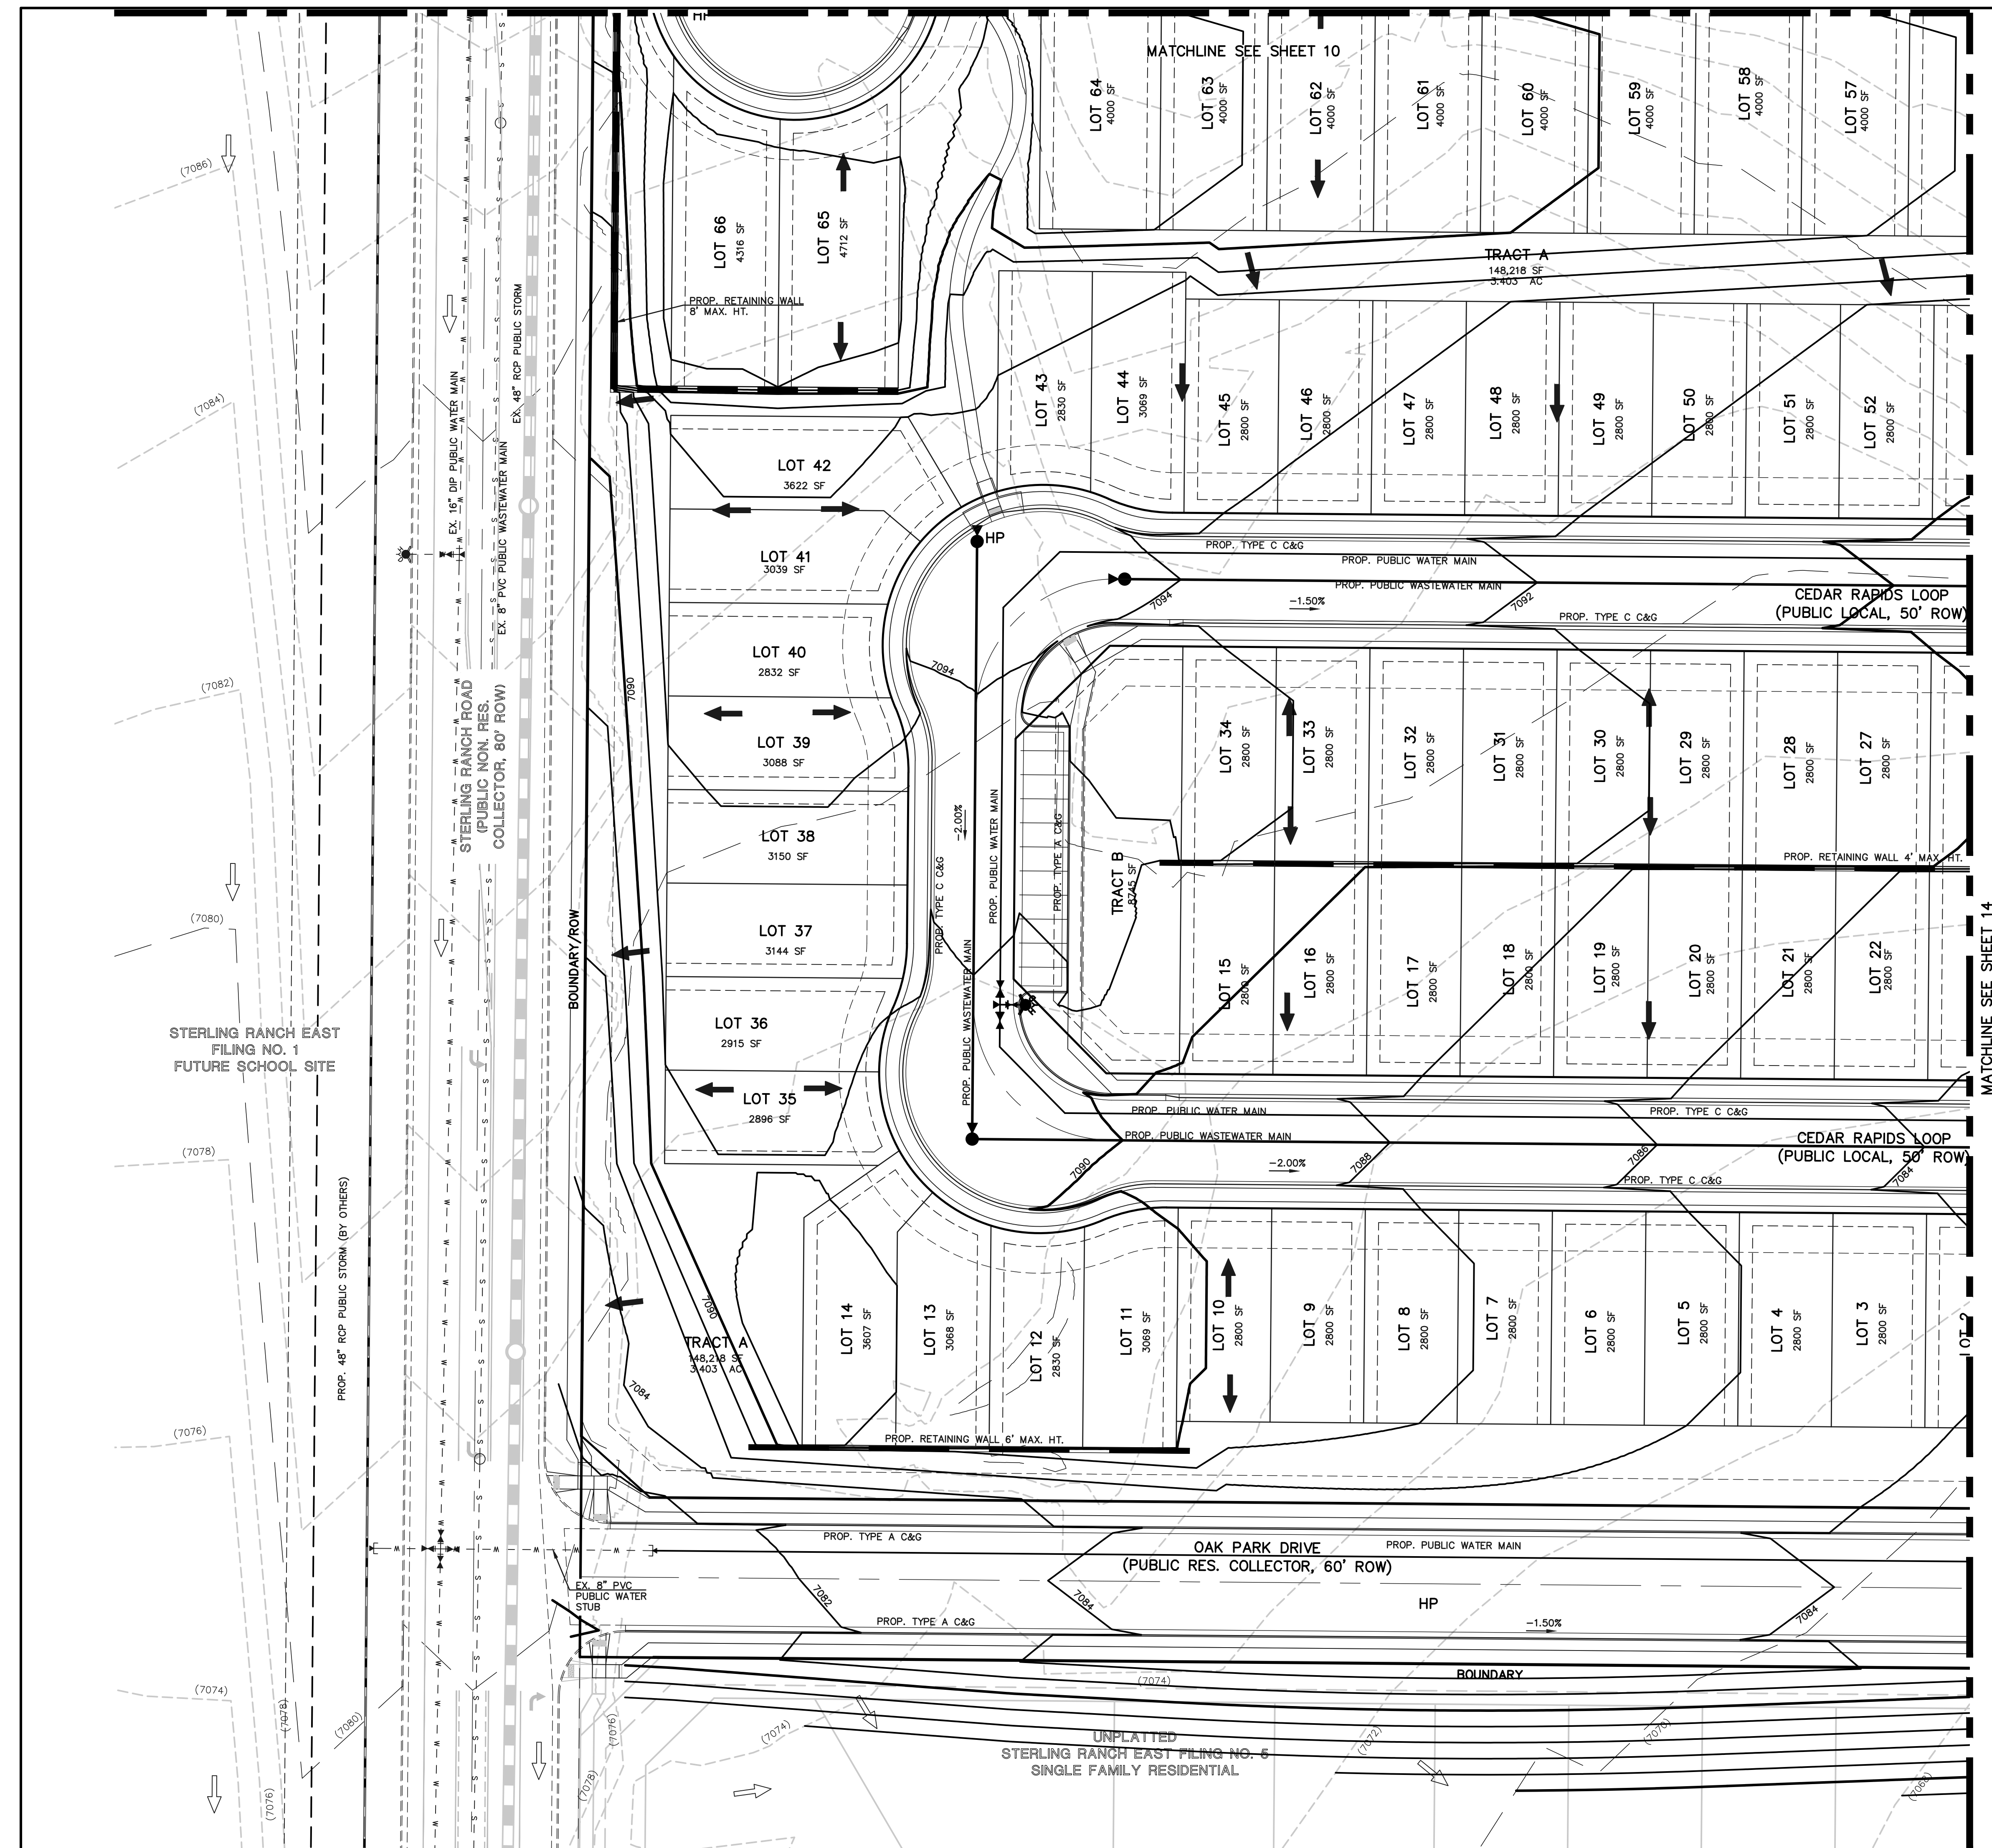 HP
MATCHLINE SEE SHEET 10
LOT 64
4000 SF
LOT 63
4000 SF
LOT 62
4000 SF
LOT 61
4000 SF
LOT 60
4000 SF
LOT 59
4000 SF
LOT 58
4000 SF
LOT 57
4000 SF
(7086)
LOT 66
4316 SF
LOT 65
4712 SF
TRACT A
148,218 SF
3.403 AC
PROP. RETAINING WALL
8' MAX. HT.
EX. 48" RCP PUBLIC STORM
EX. 16" DIP PUBLIC WATER MAIN
EX. 8" PVC PUBLIC WASTEWATER MAIN
(7084)
LOT 43
2830 SF
LOT 44
3069 SF
LOT 45
2800 SF
LOT 46
2800 SF
LOT 47
2800 SF
LOT 48
2800 SF
LOT 49
2800 SF
LOT 50
2800 SF
LOT 51
2800 SF
LOT 52
2800 SF
LOT 42
3622 SF
LOT 41
3039 SF
HP
PROP. TYPE C C&G
PROP. PUBLIC WATER MAIN
PROP. PUBLIC WASTEWATER MAIN
7094
-1.50%
7092
CEDAR RAPIDS LOOP
(PUBLIC LOCAL, 50' ROW)
PROP. TYPE C C&G
LOT 40
2832 SF
7094
7090
(7082)
STERLING RANCH ROAD
(PUBLIC NON. RES.
COLLECTOR, 80' ROW)
LOT 39
3088 SF
LOT 34
2800 SF
LOT 33
2800 SF
LOT 32
2800 SF
LOT 31
2800 SF
LOT 30
2800 SF
LOT 29
2800 SF
LOT 28
2800 SF
LOT 27
2800 SF
LOT 38
3150 SF
-2.00%
PROP. TYPE C C&G
PROP. PUBLIC WATER MAIN
PROP. TYPE A C&G
PROP. PUBLIC WASTEWATER MAIN
TRACT B
8745 SF
PROP. RETAINING WALL 4' MAX. HT.
(7080)
BOUNDARY/ROW
LOT 37
3144 SF
LOT 15
2800 SF
LOT 16
2800 SF
LOT 17
2800 SF
LOT 18
2800 SF
LOT 19
2800 SF
LOT 20
2800 SF
LOT 21
2800 SF
LOT 22
2800 SF
MATCHLINE SEE SHEET 14
STERLING RANCH EAST
FILING NO. 1
FUTURE SCHOOL SITE
LOT 36
2915 SF
LOT 35
2896 SF
PROP. PUBLIC WATER MAIN
PROP. TYPE C C&G
PROP. PUBLIC WASTEWATER MAIN
CEDAR RAPIDS LOOP
(PUBLIC LOCAL, 50' ROW)
7090
-2.00%
7088
7086
7084
PROP. TYPE C C&G
(7078)
PROP. 48" RCP PUBLIC STORM (BY OTHERS)
7090
TRACT A
148,218 SF
3.403 AC
7084
LOT 14
3607 SF
LOT 13
3068 SF
LOT 12
2830 SF
LOT 11
3069 SF
LOT 10
2800 SF
LOT 9
2800 SF
LOT 8
2800 SF
LOT 7
2800 SF
LOT 6
2800 SF
LOT 5
2800 SF
LOT 4
2800 SF
LOT 3
2800 SF
LOT 2
(7076)
PROP. RETAINING WALL 6' MAX. HT.
PROP. TYPE A C&G
OAK PARK DRIVE
(PUBLIC RES. COLLECTOR, 60' ROW)
PROP. PUBLIC WATER MAIN
EX. 8" PVC
PUBLIC WATER
STUB
7082
7084
HP
7084
PROP. TYPE A C&G
-1.50%
BOUNDARY
(7074)
(7074)
(7078)
(7080)
(7076)
(7074)
UNPLATTED
STERLING RANCH EAST FILING NO. 5
SINGLE FAMILY RESIDENTIAL
(7072)
(7070)
(7076)
(7078)
(7068)